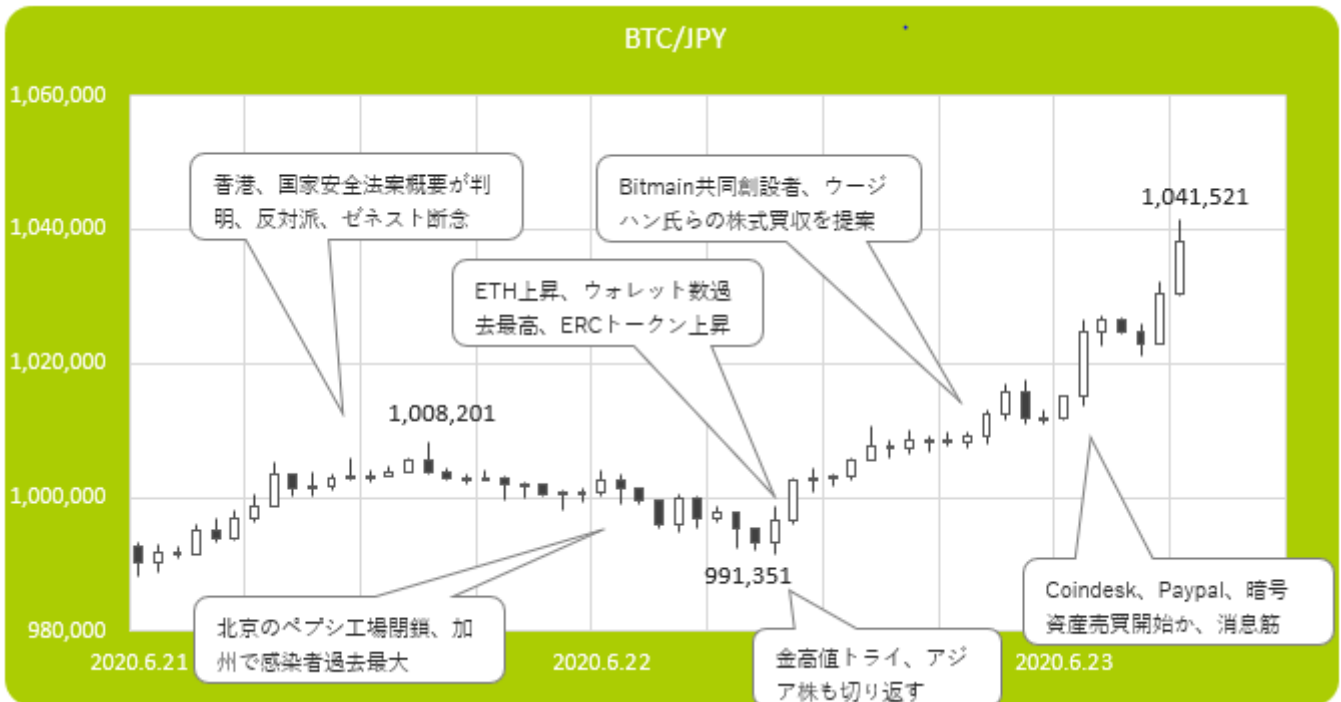 BTC/JPY
1,060,000
1,040,000
1,020,000
1,000,000
980,000
香港、国家安全法案概要が判
明、反対派、ゼネスト断念
Bitmain共同創設者、ウージ
ハン氏らの株式買収を提案
1,041,521
ETH上昇、ウォレット数過
去最高、ERCトークン上昇
1,008,201
991,351
北京のペプシ工場閉鎖、加
州で感染者過去最大
金高値トライ、アジ
ア株も切り返す
Coindesk、Paypal、暗号
資産売買開始か、消息筋
2020.6.21
2020.6.22
2020.6.23